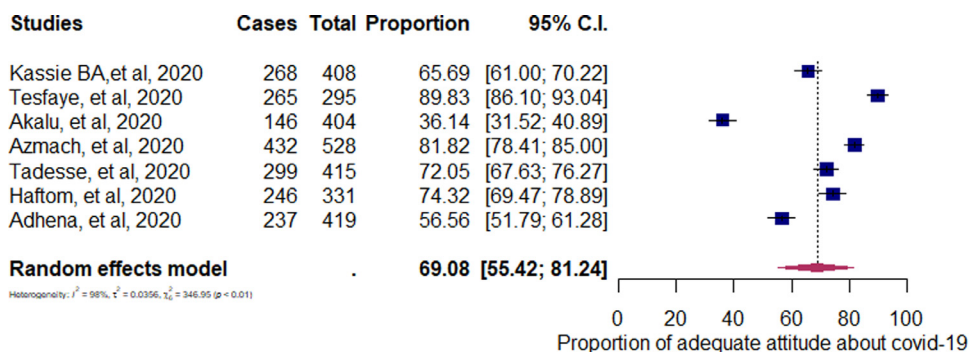 Studies Cases Total Proportion 95% C.I.
Kassie BA,et al, 2020 268 408 65.69 [61.00; 70.22]
Tesfaye, et al, 2020 265 295 89.83 [86.10; 93.04]
Akalu, et al, 2020 146 404 36.14 [31.52; 40.89]
Azmach, et al, 2020 432 528 81.82 [78.41; 85.00]
Tadesse, et al, 2020 299 415 72.05 [67.63; 76.27]
Haftom, et al, 2020 246 331 74.32 [69.47; 78.89]
Adhena, et al, 2020 237 419 56.56 [51.79; 61.28]
Random effects model . 69.08 [55.42; 81.24]
Heterogeneity: I² = 98%, τ² = 0.0356, χ²₆ = 346.95 (p < 0.01)
0 20 40 60 80 100
Proportion of adequate attitude about covid-19